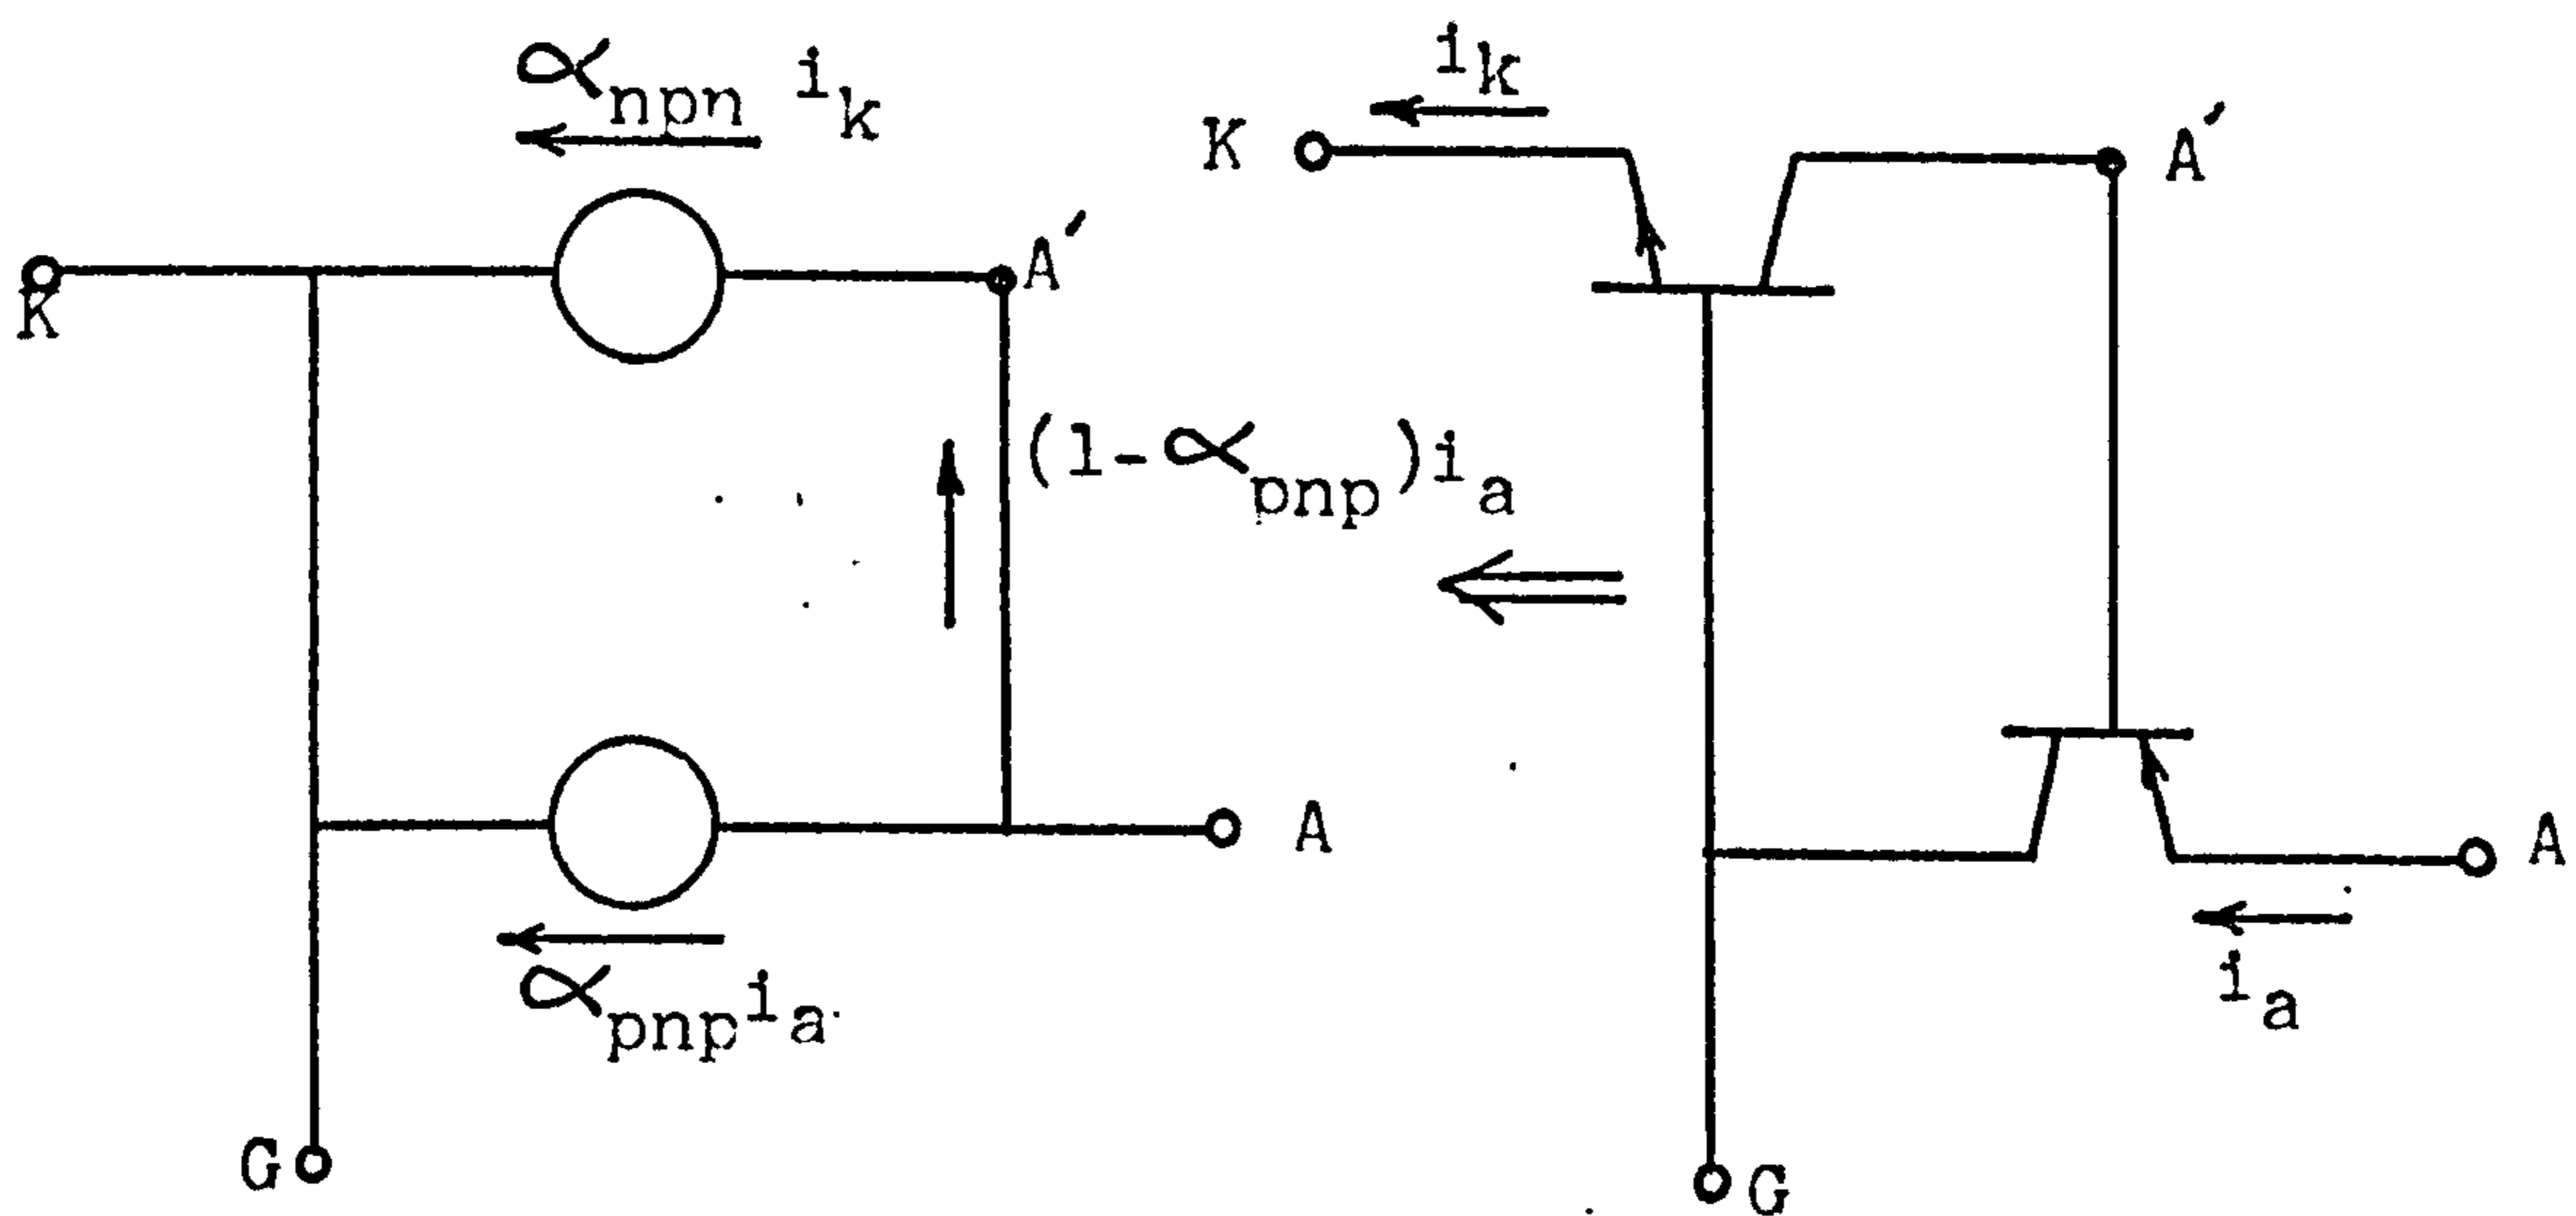 α_npn i_k
K
A′
(1-α_pnp)i_a
A
α_pnp i_a
G
i_k
K
A′
A
i_a
G